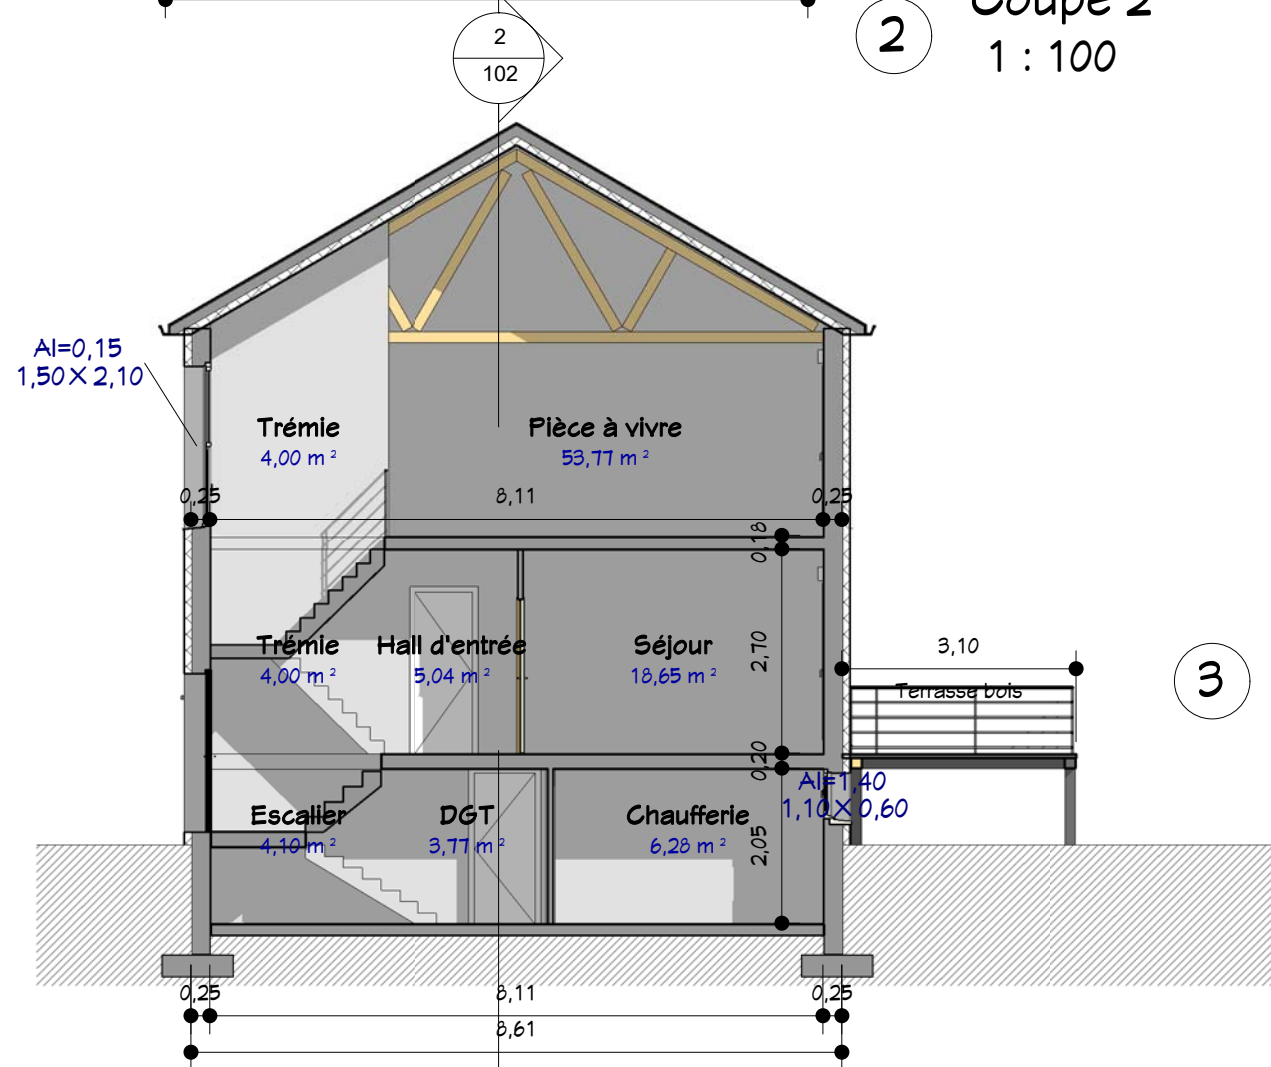 Coupe 2
2
1 : 100
2
102
Al=0,15
1,50 X 2,10
Trémie
4,00 m²
Pièce à vivre
53,77 m²
0,25
8,11
0,25
0,18
Trémie
4,00 m²
Hall d'entrée
5,04 m²
Séjour
18,65 m²
2,70
3,10
3
Terrasse bois
0,20
Al=1,40
1,10 X 0,60
Escalier
4,10 m²
DGT
3,77 m²
Chaufferie
6,28 m²
2,05
0,25
8,11
0,25
8,61